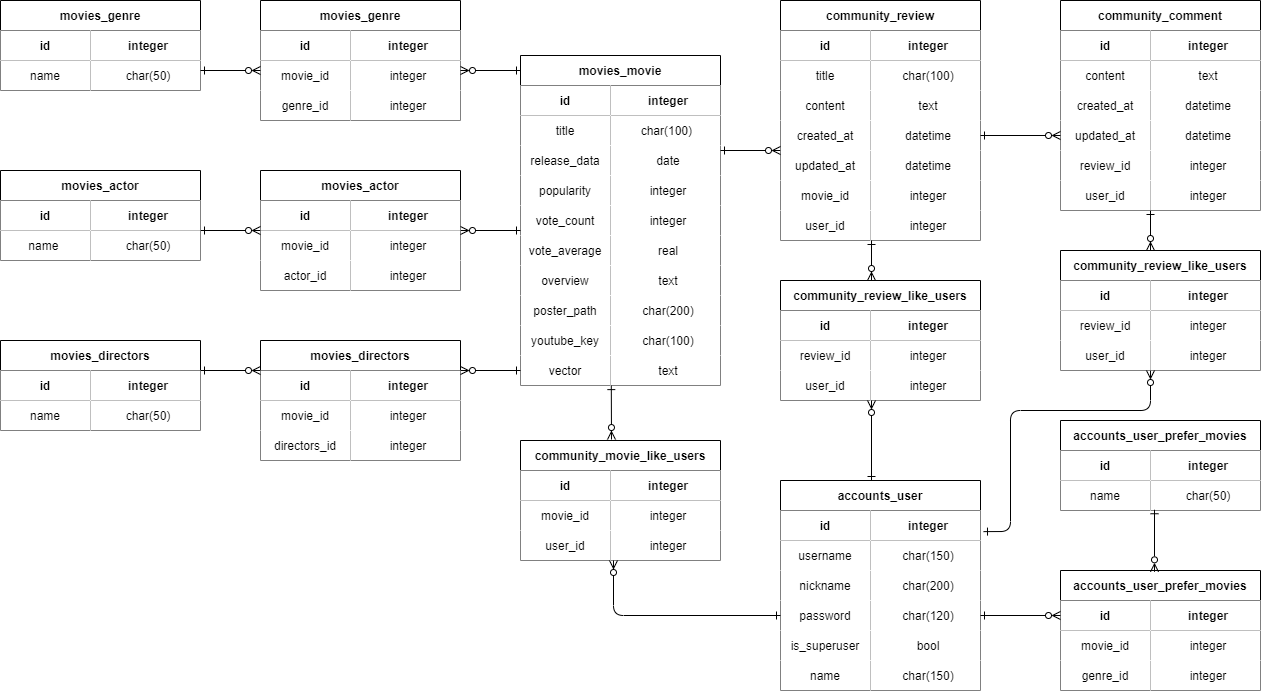 movies_genre
id integer
name char(50)
movies_genre
id integer
movie_id integer
genre_id integer
movies_actor
id integer
name char(50)
movies_actor
id integer
movie_id integer
actor_id integer
movies_directors
id integer
name char(50)
movies_directors
id integer
movie_id integer
directors_id integer
movies_movie
id integer
title char(100)
release_data date
popularity integer
vote_count integer
vote_average real
overview text
poster_path char(200)
youtube_key char(100)
vector text
community_movie_like_users
id integer
movie_id integer
user_id integer
community_review
id integer
title char(100)
content text
created_at datetime
updated_at datetime
movie_id integer
user_id integer
community_review_like_users
id integer
review_id integer
user_id integer
accounts_user
id integer
username char(150)
nickname char(200)
password char(120)
is_superuser bool
name char(150)
community_comment
id integer
content text
created_at datetime
updated_at datetime
review_id integer
user_id integer
community_review_like_users
id integer
review_id integer
user_id integer
accounts_user_prefer_movies
id integer
name char(50)
accounts_user_prefer_movies
id integer
movie_id integer
genre_id integer